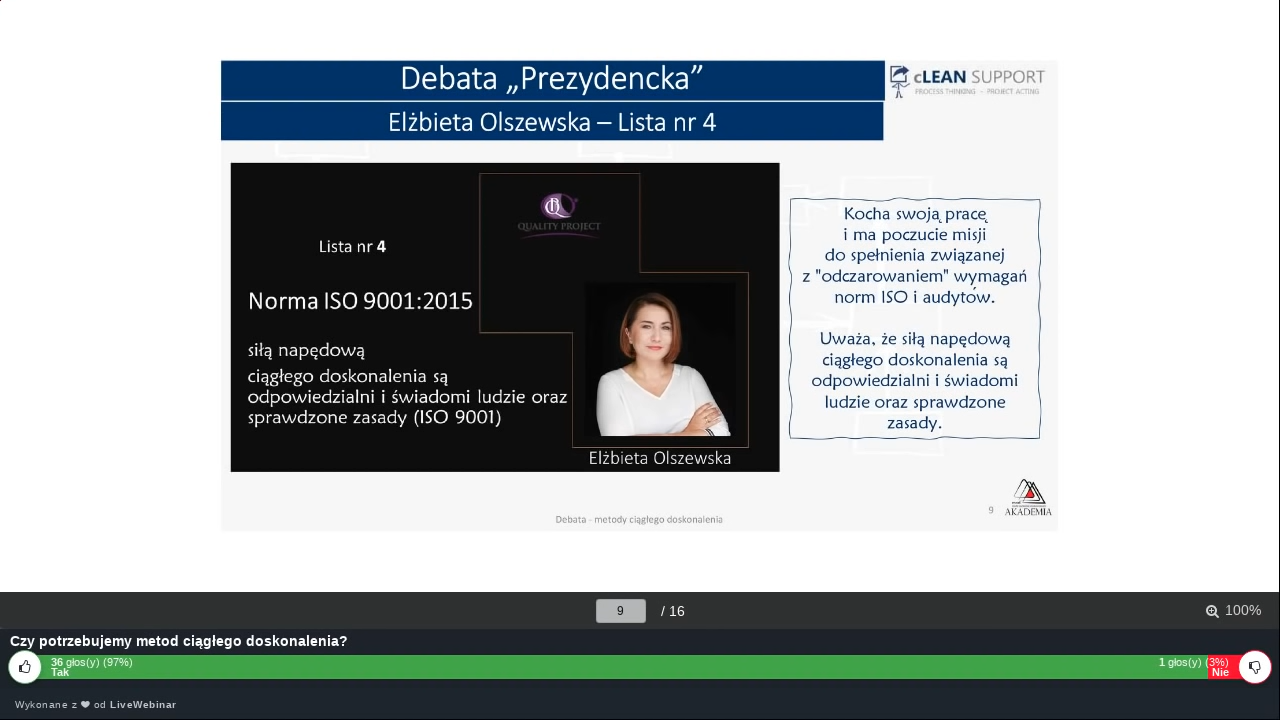 Debata „Prezydencka”
cLEAN SUPPORT
PROCESS THINKING - PROJECT ACTING
Elżbieta Olszewska – Lista nr 4
QUALITY PROJECT
Lista nr 4
Norma ISO 9001:2015
siłą napędową
ciągłego doskonalenia są
odpowiedzialni i świadomi ludzie oraz
sprawdzone zasady (ISO 9001)
Elżbieta Olszewska
Kocha swoją pracę
i ma poczucie misji
do spełnienia związanej
z "odczarowaniem" wymagań
norm ISO i audytów.
Uważa, że siłą napędową
ciągłego doskonalenia są
odpowiedzialni i świadomi
ludzie oraz sprawdzone
zasady.
Debata - metody ciągłego doskonalenia
9
AKADEMIA
9 / 16
100%
Czy potrzebujemy metod ciągłego doskonalenia?
36 głos(y) (97%)
Tak
1 głos(y) (3%)
Nie
Wykonane z ❤ od LiveWebinar